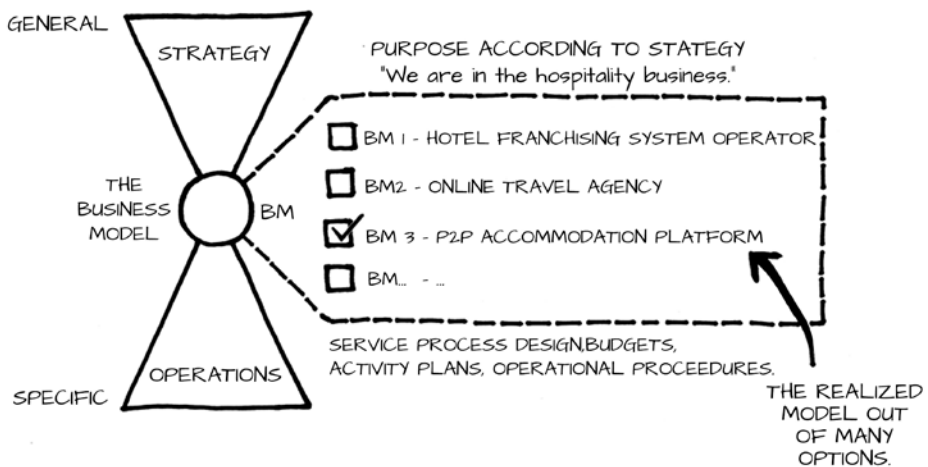 GENERAL
STRATEGY
PURPOSE ACCORDING TO STATEGY
"We are in the hospitality business."
BM 1 - HOTEL FRANCHISING SYSTEM OPERATOR
BM2 - ONLINE TRAVEL AGENCY
THE
BUSINESS
MODEL
BM
BM 3 - P2P ACCOMMODATION PLATFORM
BM... - ...
SERVICE PROCESS DESIGN,BUDGETS,
ACTIVITY PLANS, OPERATIONAL PROCEEDURES.
OPERATIONS
SPECIFIC
THE REALIZED
MODEL OUT
OF MANY
OPTIONS.